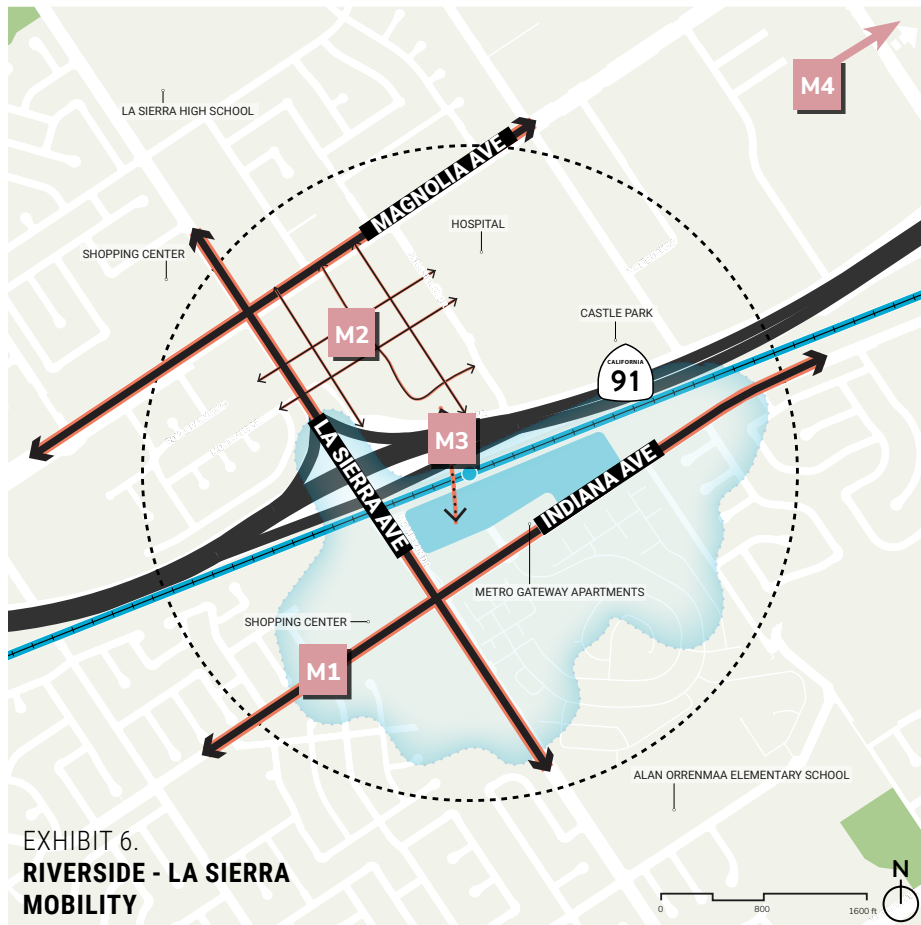 M4
LA SIERRA HIGH SCHOOL
MAGNOLIA AVE
HOSPITAL
SHOPPING CENTER
CASTLE PARK
M2
CALIFORNIA
91
M3
LA SIERRA AVE
INDIANA AVE
METRO GATEWAY APARTMENTS
SHOPPING CENTER
M1
ALAN ORRENMAA ELEMENTARY SCHOOL
EXHIBIT 6.
RIVERSIDE - LA SIERRA
MOBILITY
N
0 800 1600 ft